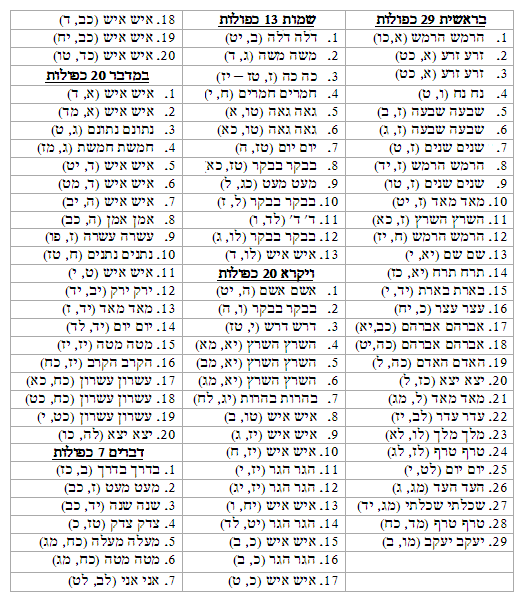 בראשית 29 כפולות
1. הרמש הרמש (א,כו)
2. זרע זרע (א, כט)
3. זרע זרע (א, כט)
4. נח נח (ו, ט)
5. שבעה שבעה (ז, ב)
6. שבעה שבעה (ז, ג)
7. שנים שנים (ז, ט)
8. הרמש הרמש (ז, יד)
9. שנים שנים (ז, טו)
10. מאד מאד (ז, יט)
11. השרץ השרץ (ז, כא)
12. הרמש הרמש (ח, יז)
13. שם שם (יא, י)
14. תרח תרח (יא, כז)
15. בארת בארת (יד, י)
16. עצר עצר (כ, יח)
17. אברהם אברהם (כב,יא)
18. אברהם אברהם (כה,יט)
19. האדם האדם (כה, ל)
20. יצא יצא (כז, ל)
21. מאד מאד (ל, מג)
22. עדר עדר (לב, יז)
23. מלך מלך (לו, לא)
24. טרף טרף (לז, לג)
25. יום יום (לט, י)
26. העד העד (מג, ג)
27. שכלתי שכלתי (מג, יד)
28. טרף טרף (מד, כח)
29. יעקב יעקב (מו, ב)
שמות 13 כפולות
1. דלה דלה (ב, יט)
2. משה משה (ג, ד)
3. כה כה (ז, טז – יז)
4. חמרים חמרים (ח, י)
5. גאה גאה (טו, א)
6. גאה גאה (טו, כא)
7. יום יום (טז, ה)
8. בבקר בבקר (טז, כא)
9. מעט מעט (כג, ל)
10. בבקר בבקר (ל, ז)
11. ד' ד' (לד, ו)
12. בבקר בבקר (לו, ג)
13. איש איש (לו, ד)
ויקרא 20 כפולות
1. אשם אשם (ה, יט)
2. בבקר בבקר (ו, ה)
3. דרש דרש (י, טז)
4. השרץ השרץ (יא, מא)
5. השרץ השרץ (יא, מב)
6. השרץ השרץ (יא, מג)
7. בהרות בהרות (יג, לח)
8. איש איש (טו, ב)
9. איש איש (יז, ג)
10. איש איש (יז, ח)
11. הגר הגר (יז, י)
12. הגר הגר (יז, יג)
13. איש איש (יח, ו)
14. הגר הגר (יט, לד)
15. איש איש (כ, ב)
16. הגר הגר (כ, ב)
17. איש איש (כ, ט)
18. איש איש (כב, ד)
19. איש איש (כב, יח)
20. איש איש (כד, טו)
במדבר 20 כפולות
1. איש איש (א, ד)
2. איש איש (א, מד)
3. נתונם נתונם (ג, ט)
4. חמשת חמשת (ג, מז)
5. איש איש (ד, יט)
6. איש איש (ד, מט)
7. איש איש (ה, יב)
8. אמן אמן (ה, כב)
9. עשרה עשרה (ז, פו)
10. נתנים נתנים (ח, טז)
11. איש איש (ט, י)
12. ירק ירק (יב, יד)
13. מאד מאד (יד, ז)
14. יום יום (יד, לד)
15. מטה מטה (יז, יז)
16. הקרב הקרב (יז, כח)
17. עשרון עשרון (כח, כא)
18. עשרון עשרון (כח, כט)
19. עשרון עשרון (כט, י)
20. יצא יצא (לה, כו)
דברים 7 כפולות
1. בדרך בדרך (ב, כז)
2. מעט מעט (ז, כב)
3. שנה שנה (יד, כב)
4. צדק צדק (טז, כ)
5. מעלה מעלה (כח, מג)
6. מטה מטה (כח, מג)
7. אני אני (לב, לט)